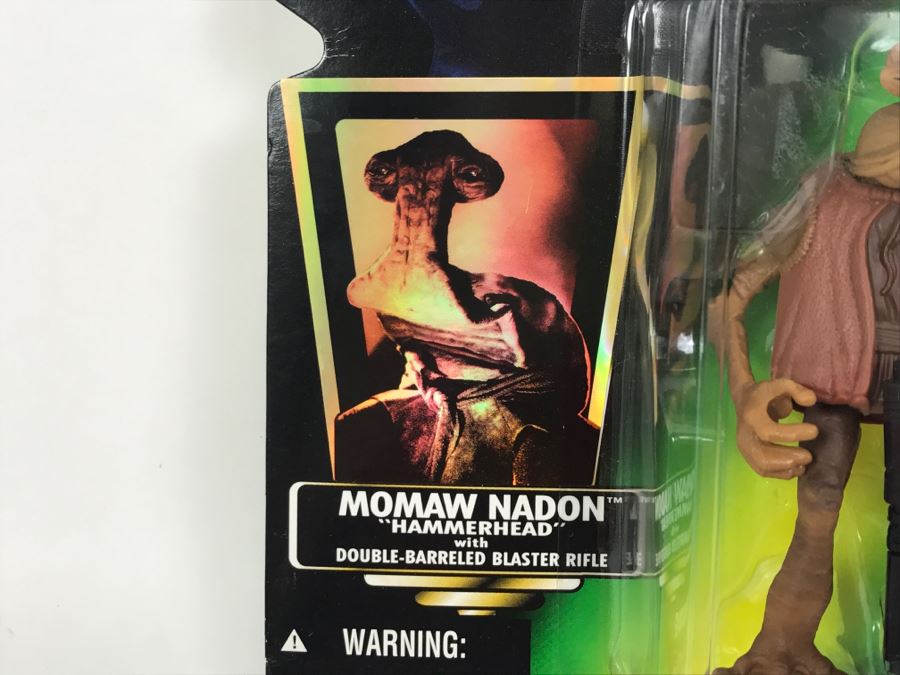 MOMAW NADON™
"HAMMERHEAD"
with
DOUBLE-BARRELED BLASTER RIFLE
WARNING: